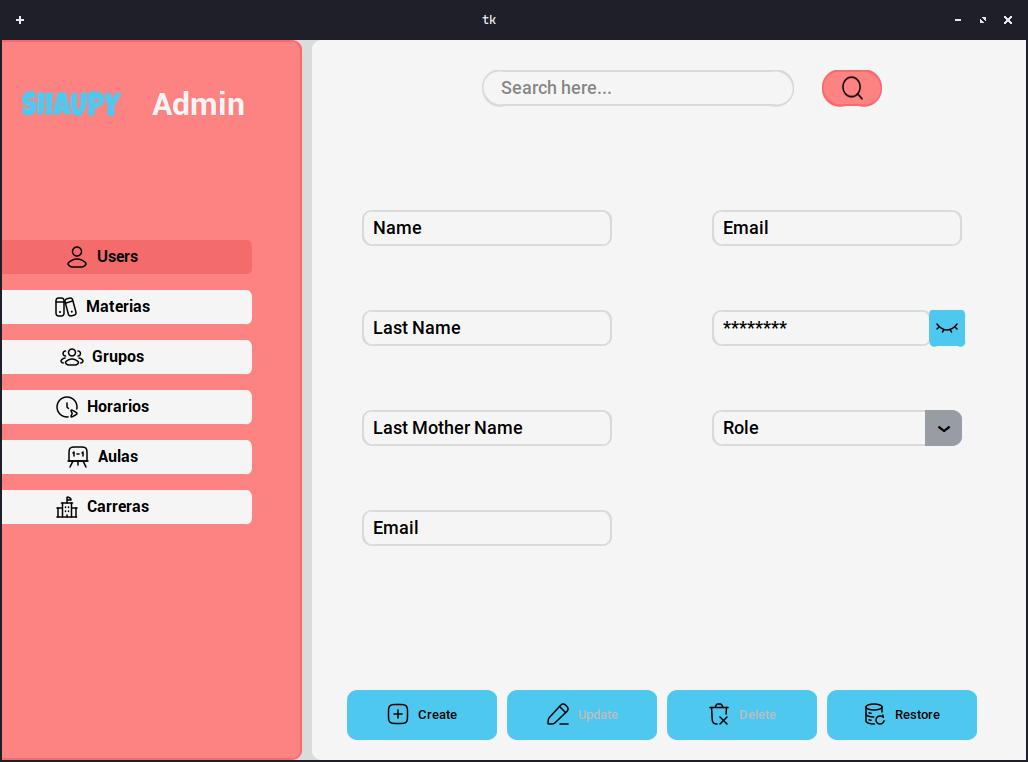 tk
SIIAUPY Admin
Search here...
Users
Materias
Grupos
Horarios
Aulas
Carreras
Name
Email
Last Name
********
Last Mother Name
Role
Email
Create
Update
Delete
Restore